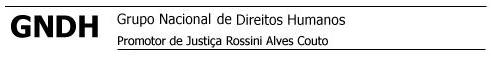 GNDH
Grupo Nacional de Direitos Humanos
Promotor de Justiça Rossini Alves Couto